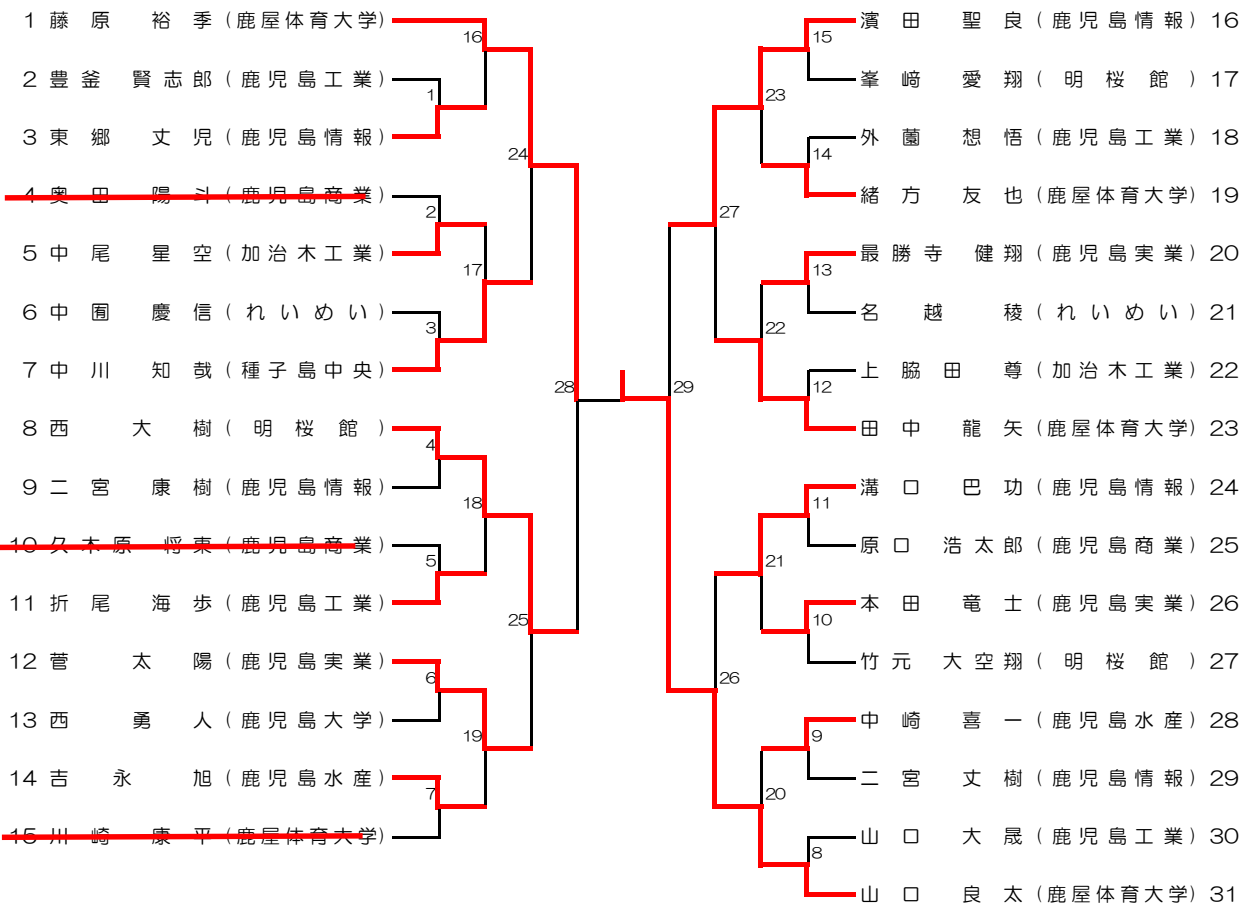 1 藤原 裕季 (鹿屋体育大学)
2 豊釜 賢志郎 (鹿児島工業)
3 東郷 丈児 (鹿児島情報)
4 奥田 陽斗 (鹿児島商業)
5 中尾 星空 (加治木工業)
6 中囿 慶信 (れいめい)
7 中川 知哉 (種子島中央)
8 西 大樹 (明桜館)
9 二宮 康樹 (鹿児島情報)
10 久木原 将東 (鹿児島商業)
11 折尾 海歩 (鹿児島工業)
12 菅 太陽 (鹿児島実業)
13 西 勇人 (鹿児島大学)
14 吉永 旭 (鹿児島水産)
15 川崎 康平 (鹿屋体育大学)
16
1
24
2
17
3
28
4
18
5
25
6
19
7
濱田 聖良 (鹿児島情報) 16
峯﨑 愛翔 (明桜館) 17
外薗 想悟 (鹿児島工業) 18
緒方 友也 (鹿屋体育大学) 19
最勝寺 健翔 (鹿児島実業) 20
名越 稜 (れいめい) 21
上脇田 尊 (加治木工業) 22
田中 龍矢 (鹿屋体育大学) 23
溝口 巴功 (鹿児島情報) 24
原口 浩太郎 (鹿児島商業) 25
本田 竜士 (鹿児島実業) 26
竹元 大空翔 (明桜館) 27
中崎 喜一 (鹿児島水産) 28
二宮 丈樹 (鹿児島情報) 29
山口 大晟 (鹿児島工業) 30
山口 良太 (鹿屋体育大学) 31
15
23
14
27
13
22
12
29
11
21
10
26
9
20
8